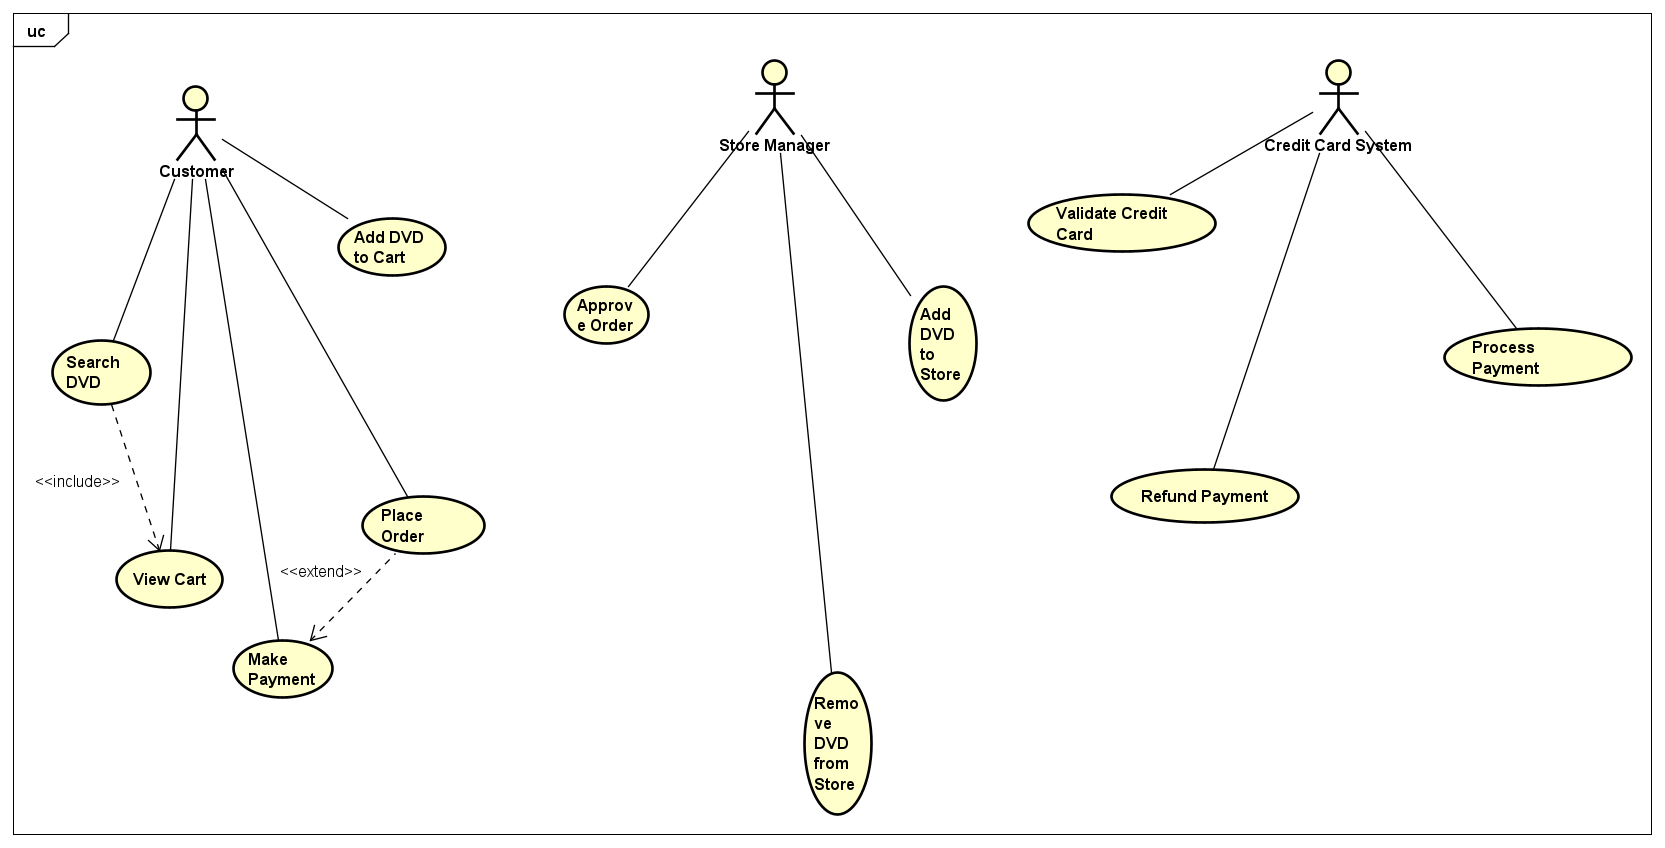 uc
Customer
Store Manager
Credit Card System
Add DVD
to Cart
Validate Credit
Card
Approv
e Order
Add
DVD
to
Store
Search
DVD
Process
Payment
<<include>>
Place
Order
Refund Payment
<<extend>>
View Cart
Make
Payment
Remo
ve
DVD
from
Store